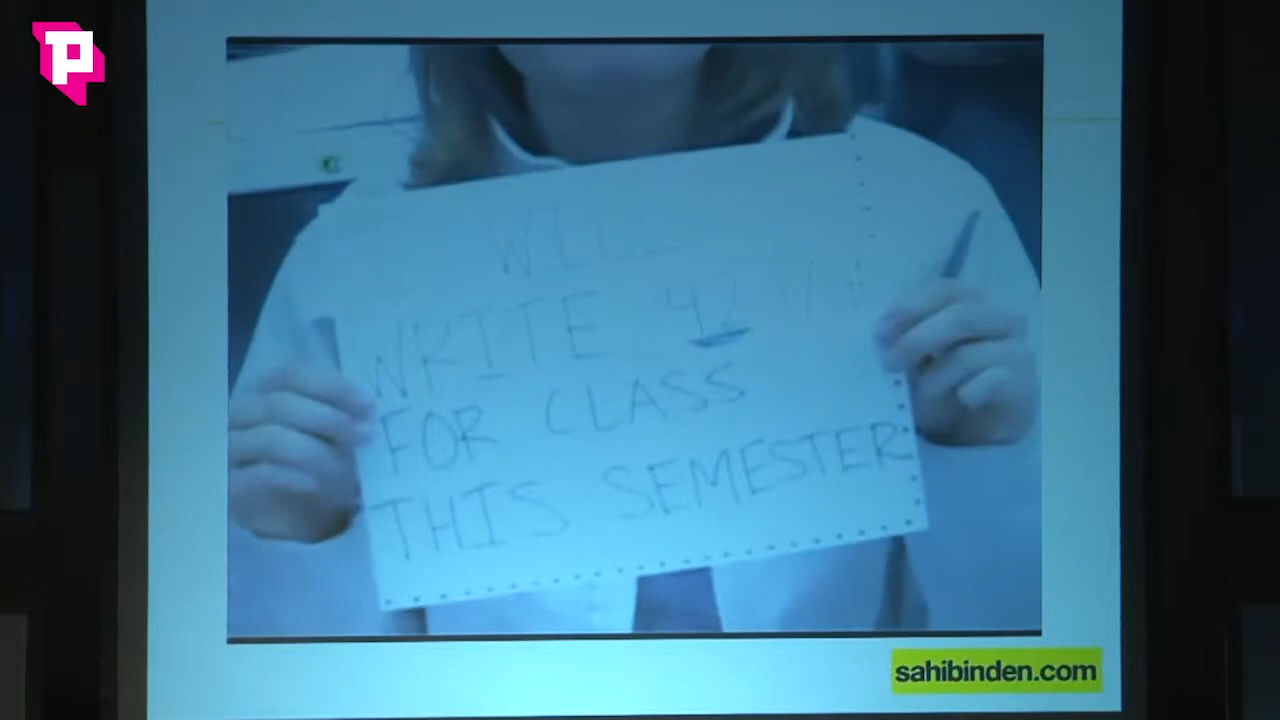 P
WILL
WRITE 42
FOR CLASS
THIS SEMESTER
sahibinden.com